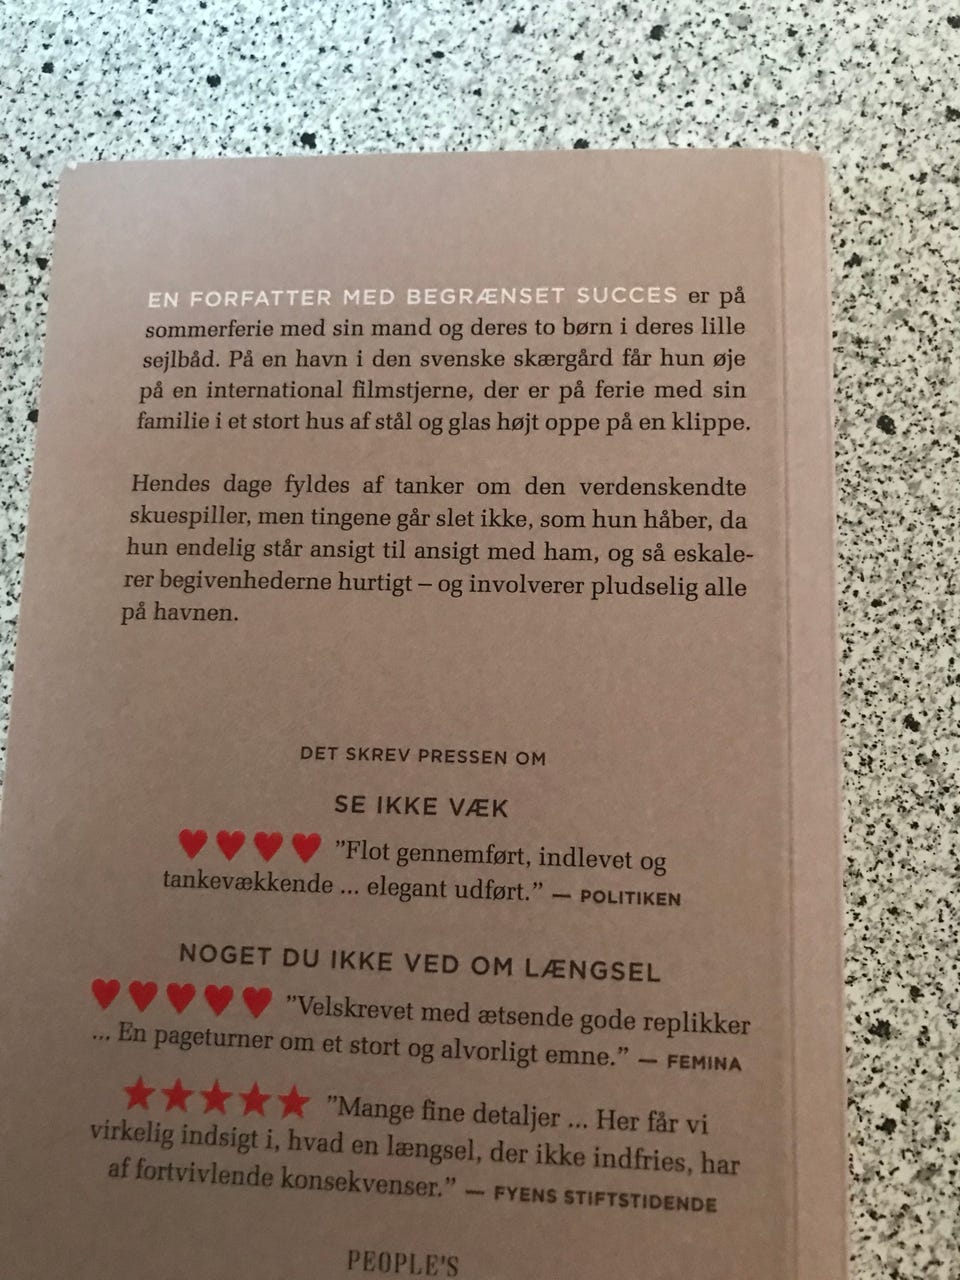 EN FORFATTER MED BEGRÆNSET SUCCES er på
sommerferie med sin mand og deres to børn i deres lille
sejlbåd. På en havn i den svenske skærgård får hun øje
på en international filmstjerne, der er på ferie med sin
familie i et stort hus af stål og glas højt oppe på en klippe.
Hendes dage fyldes af tanker om den verdenskendte
skuespiller, men tingene går slet ikke, som hun håber, da
hun endelig står ansigt til ansigt med ham, og så eskale-
rer begivenhederne hurtigt – og involverer pludselig alle
på havnen.
DET SKREV PRESSEN OM
SE IKKE VÆK
♥♥♥♥ ”Flot gennemført, indlevet og
tankevækkende ... elegant udført.” — POLITIKEN
NOGET DU IKKE VED OM LÆNGSEL
♥♥♥♥♥ ”Velskrevet med ætsende gode replikker
... En pageturner om et stort og alvorligt emne.” — FEMINA
★★★★★ ”Mange fine detaljer ... Her får vi
virkelig indsigt i, hvad en længsel, der ikke indfries, har
af fortvivlende konsekvenser.” — FYENS STIFTSTIDENDE
PEOPLE'S